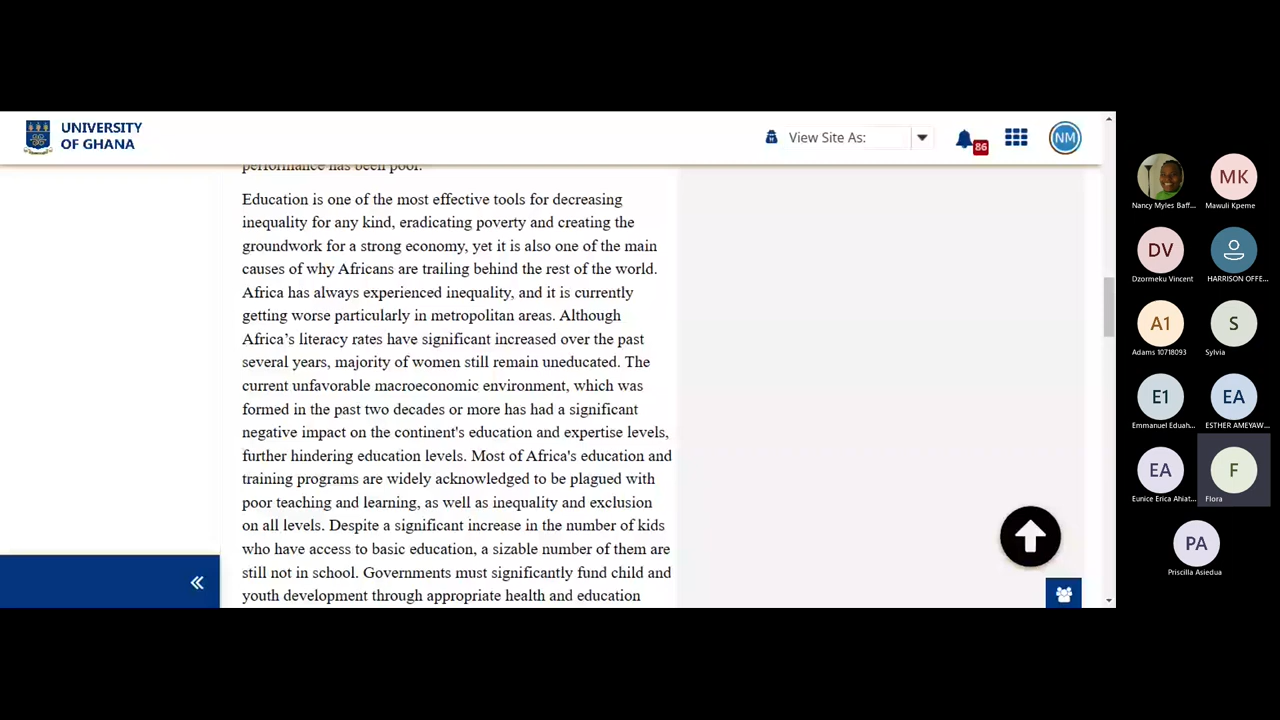 UNIVERSITY
OF GHANA
View Site As:
86
NM
performance has been poor.
Education is one of the most effective tools for decreasing
inequality for any kind, eradicating poverty and creating the
groundwork for a strong economy, yet it is also one of the main
causes of why Africans are trailing behind the rest of the world.
Africa has always experienced inequality, and it is currently
getting worse particularly in metropolitan areas. Although
Africa’s literacy rates have significant increased over the past
several years, majority of women still remain uneducated. The
current unfavorable macroeconomic environment, which was
formed in the past two decades or more has had a significant
negative impact on the continent's education and expertise levels,
further hindering education levels. Most of Africa's education and
training programs are widely acknowledged to be plagued with
poor teaching and learning, as well as inequality and exclusion
on all levels. Despite a significant increase in the number of kids
who have access to basic education, a sizable number of them are
still not in school. Governments must significantly fund child and
youth development through appropriate health and education
Nancy Myles Baff...
MK
Mawuli Kpeme
DV
Dzormeku Vincent
HARRISON OFFE...
A1
Adams 10718093
S
Sylvia
E1
Emmanuel Eduah...
EA
ESTHER AMEYAW...
EA
Eunice Erica Ahiat...
F
Flora
PA
Priscilla Asiedua